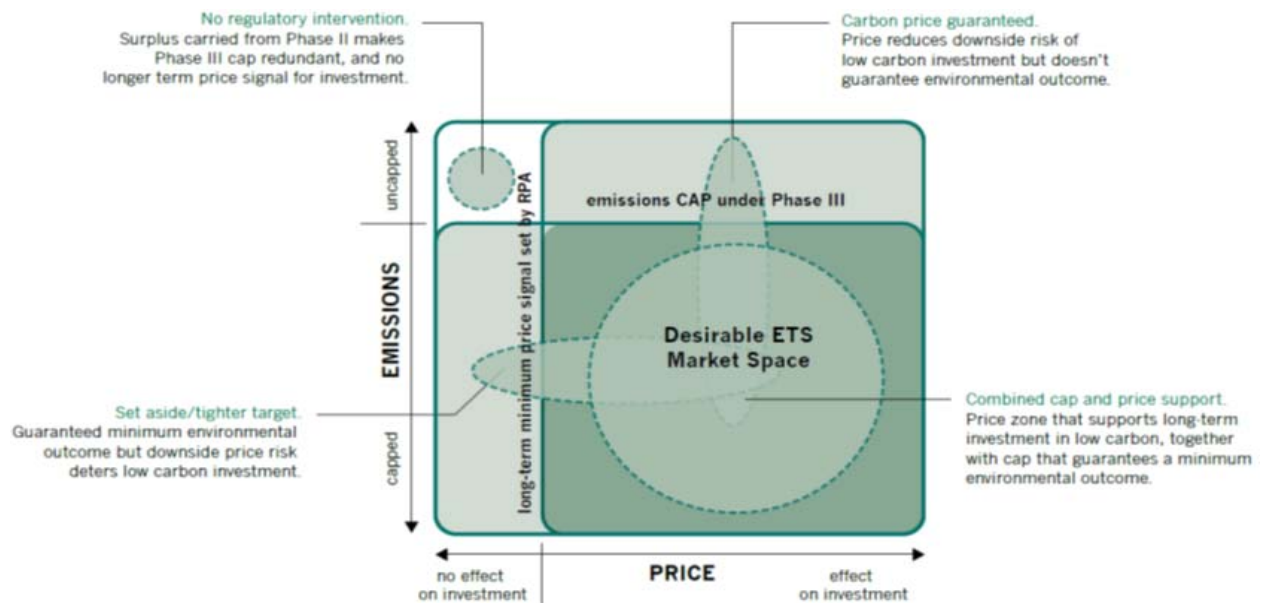 No regulatory intervention.
Surplus carried from Phase II makes
Phase III cap redundant, and no
longer term price signal for investment.
Carbon price guaranteed.
Price reduces downside risk of
low carbon investment but doesn't
guarantee environmental outcome.
uncapped
EMISSIONS
capped
long-term minimum price signal set by RPA
emissions CAP under Phase III
Desirable ETS
Market Space
Set aside/tighter target.
Guaranteed minimum environmental
outcome but downside price risk
deters low carbon investment.
Combined cap and price support.
Price zone that supports long-term
investment in low carbon, together
with cap that guarantees a minimum
environmental outcome.
no effect
on investment
PRICE
effect
on investment